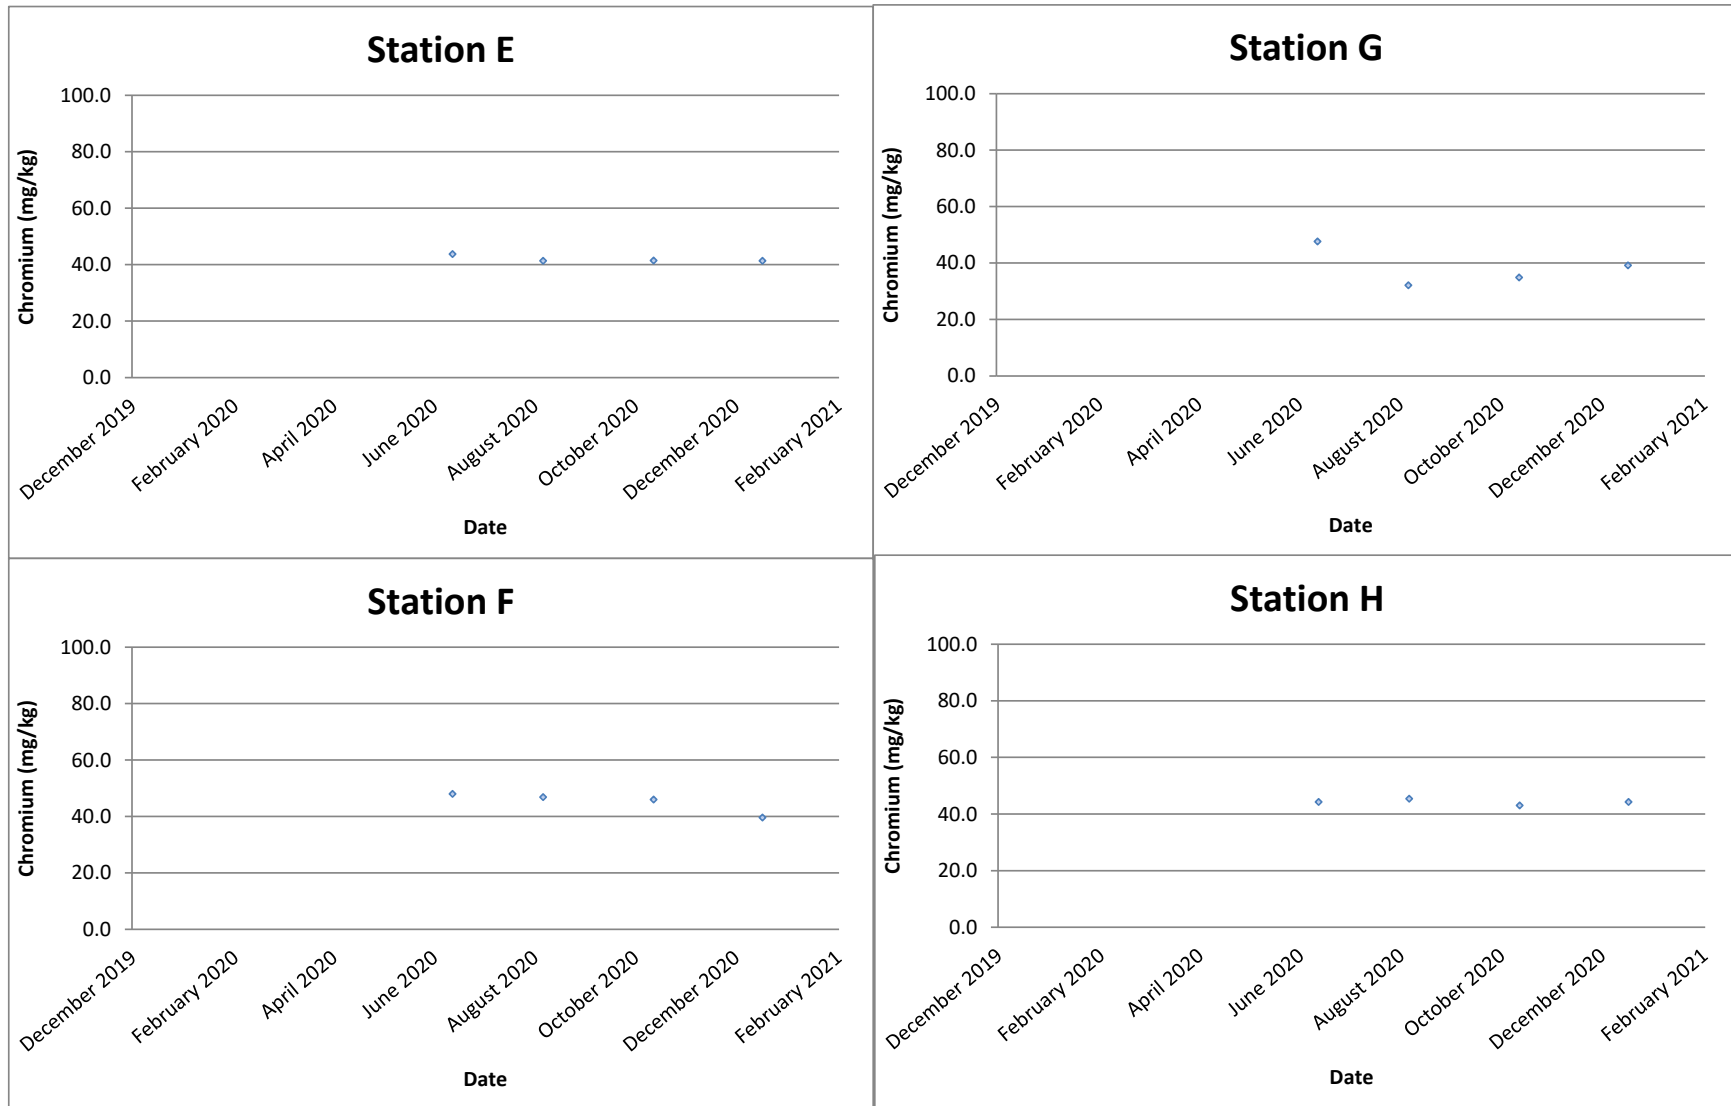 Station E
100.0
80.0
60.0
40.0
20.0
0.0
Chromium (mg/kg)
December 2019
February 2020
April 2020
June 2020
August 2020
October 2020
December 2020
February 2021
Date
Station G
100.0
80.0
60.0
40.0
20.0
0.0
Chromium (mg/kg)
December 2019
February 2020
April 2020
June 2020
August 2020
October 2020
December 2020
February 2021
Date
Station F
100.0
80.0
60.0
40.0
20.0
0.0
Chromium (mg/kg)
December 2019
February 2020
April 2020
June 2020
August 2020
October 2020
December 2020
February 2021
Date
Station H
100.0
80.0
60.0
40.0
20.0
0.0
Chromium (mg/kg)
December 2019
February 2020
April 2020
June 2020
August 2020
October 2020
December 2020
February 2021
Date